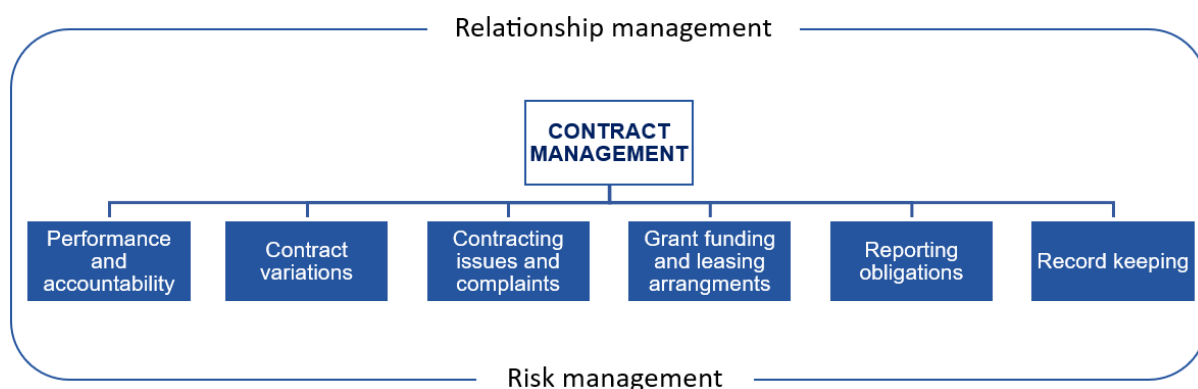 Relationship management
CONTRACT
MANAGEMENT
Performance
and
accountability
Contract
variations
Contracting
issues and
complaints
Grant funding
and leasing
arrangments
Reporting
obligations
Record keeping
Risk management